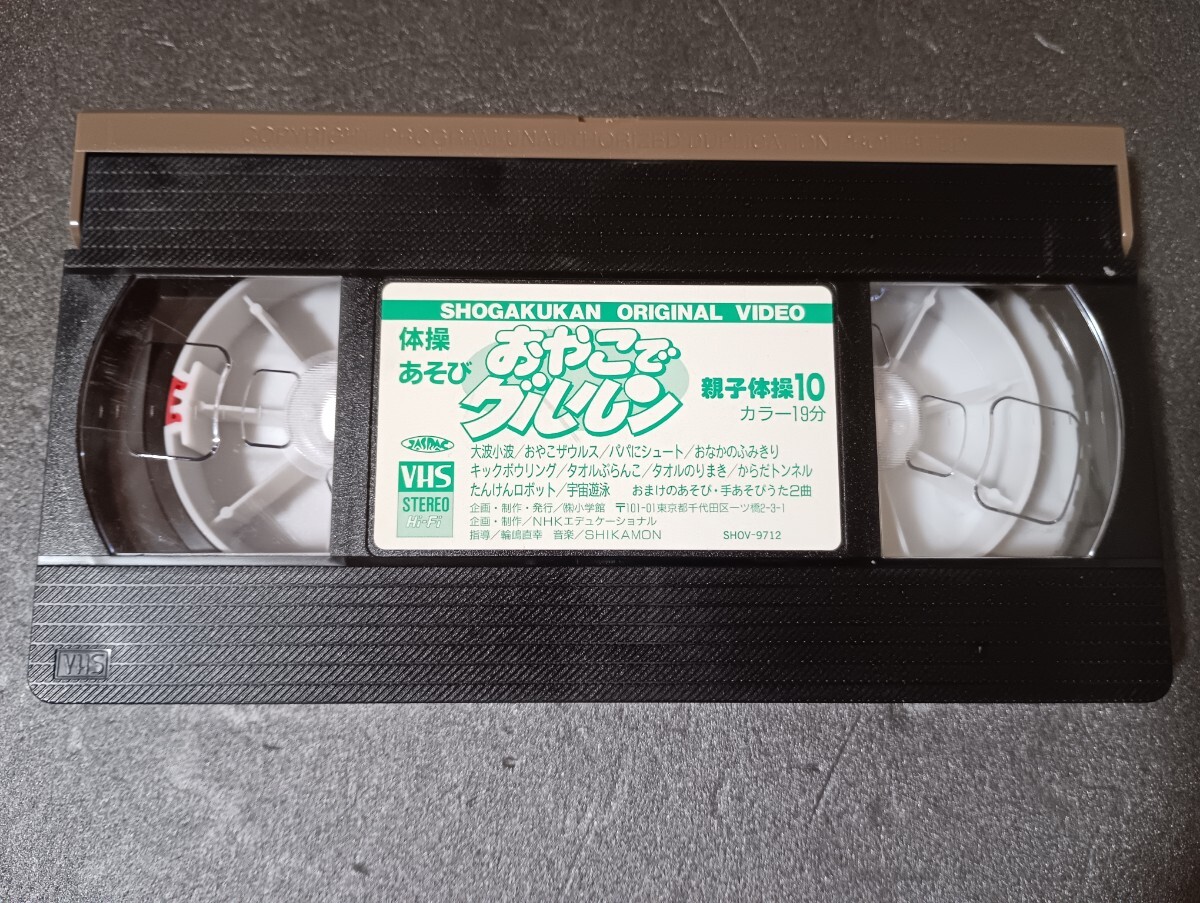 SHOGAKUKAN ORIGINAL VIDEO
体操
あそび
おやこで
グルルン
親子体操10
カラー19分
JASRAC
大波小波/おやこザウルス/パパにシュート/おなかのふみきり
キックボウリング/タオルぶらんこ/タオルのりまき/からだトンネル
たんけんロボット/宇宙遊泳 おまけのあそび・手あそびうた2曲
VHS
STEREO
Hi-Fi
企画・制作・発行/㈱小学館 〒101-01東京都千代田区一ツ橋2-3-1
企画・制作/NHKエデュケーショナル
指導/輪嶋直幸 音楽/SHIKAMON
SHOV-9712
VHS